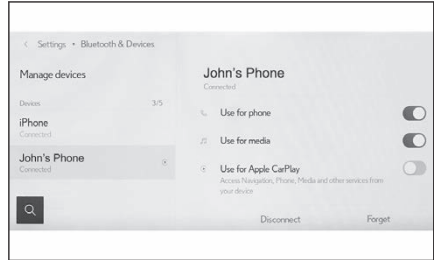 Settings • Bluetooth & Devices
Manage devices
Devices 3/5
iPhone
Connected
John's Phone
Connected
John's Phone
Connected
Use for phone
Use for media
Use for Apple CarPlay
Access Navigation, Phone, Media and other services from
your device
Disconnect Forget